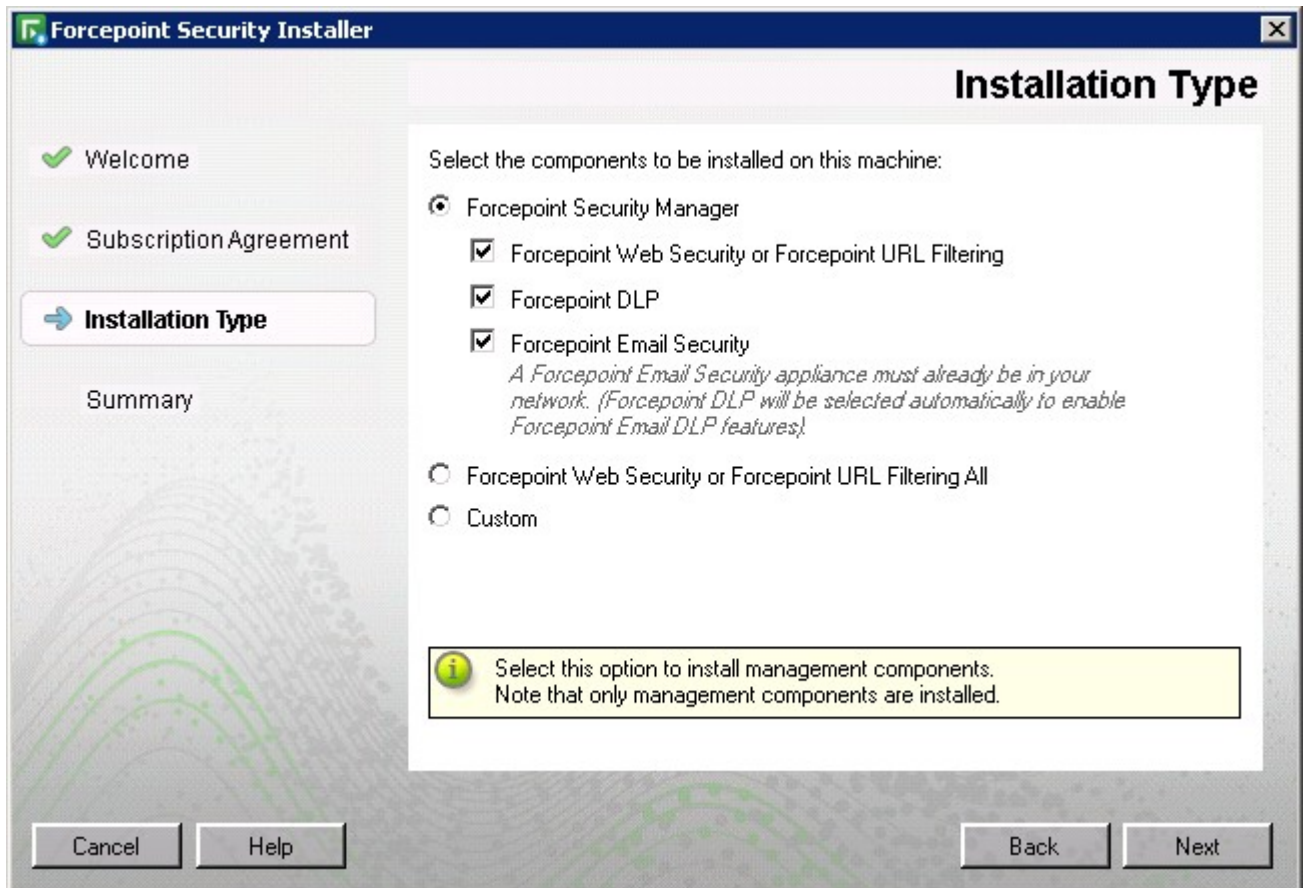 Forcepoint Security Installer
Installation Type
Welcome
Subscription Agreement
Installation Type
Summary
Select the components to be installed on this machine:
Forcepoint Security Manager
Forcepoint Web Security or Forcepoint URL Filtering
Forcepoint DLP
Forcepoint Email Security
A Forcepoint Email Security appliance must already be in your
network. (Forcepoint DLP will be selected automatically to enable
Forcepoint Email DLP features).
Forcepoint Web Security or Forcepoint URL Filtering All
Custom
Select this option to install management components.
Note that only management components are installed.
Cancel
Help
Back
Next